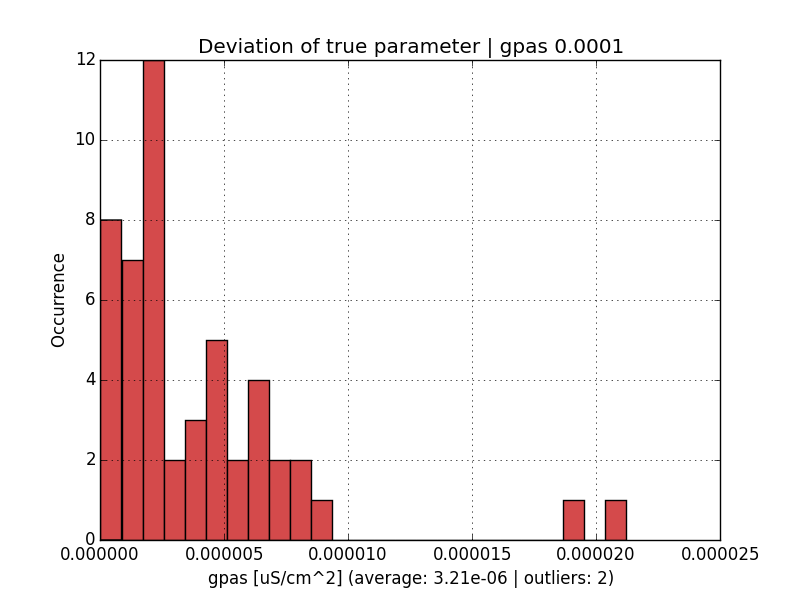 Deviation of true parameter | gpas 0.0001
12
10
8
6
4
2
0
Occurrence
0.000000 0.000005 0.000010 0.000015 0.000020 0.000025
gpas [uS/cm^2] (average: 3.21e-06 | outliers: 2)